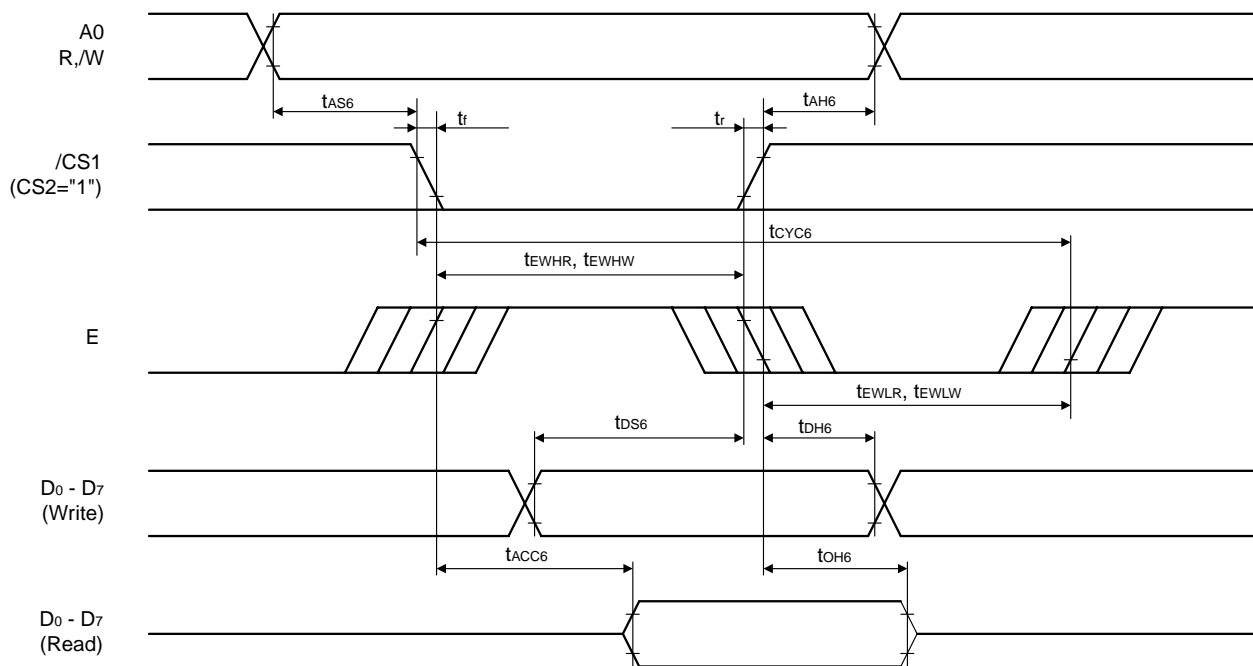 A0
R,/W
tAS6
tAH6
tf
tr
/CS1
(CS2="1")
tCYC6
tEWHR, tEWHW
E
tEWLR, tEWLW
tDS6
tDH6
D0 - D7
(Write)
tACC6
tOH6
D0 - D7
(Read)